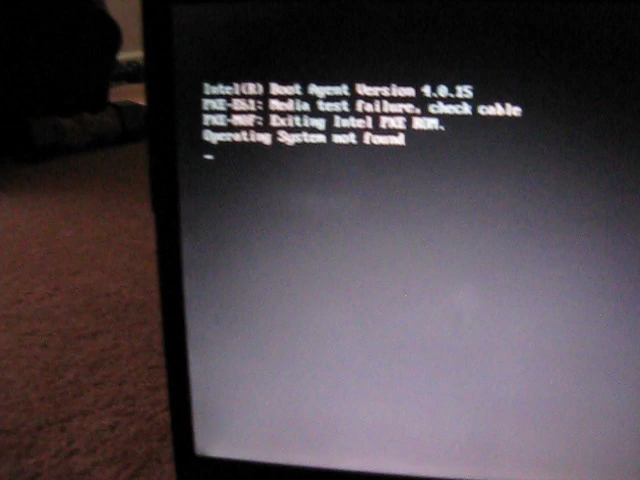 Intel(R) Boot Agent Version 4.0.15
PXE-E61: Media test failure, check cable
PXE-M0F: Exiting Intel PXE ROM.
Operating System not found